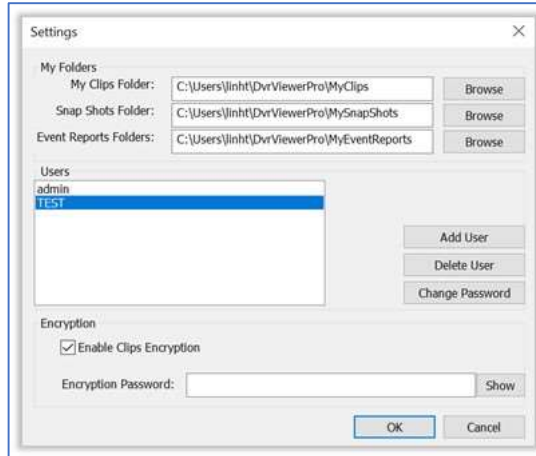 Settings
My Folders
My Clips Folder: C:\Users\linht\DvrViewerPro\MyClips Browse
Snap Shots Folder: C:\Users\linht\DvrViewerPro\MySnapShots Browse
Event Reports Folders: C:\Users\linht\DvrViewerPro\MyEventReports Browse
Users
admin
TEST
Add User
Delete User
Change Password
Encryption
Enable Clips Encryption
Encryption Password: Show
OK Cancel